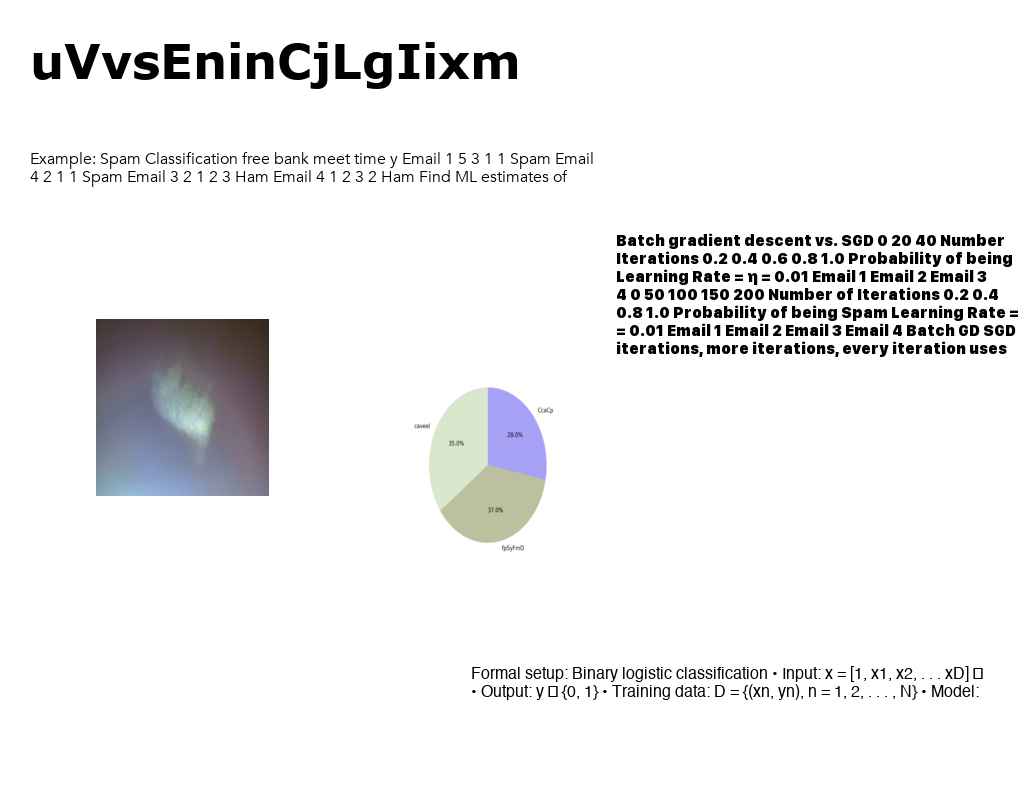 uVvsEninCjLgIixm
Example: Spam Classification free bank meet time y Email 1 5 3 1 1 Spam Email
4 2 1 1 Spam Email 3 2 1 2 3 Ham Email 4 1 2 3 2 Ham Find ML estimates of
Batch gradient descent vs. SGD 0 20 40 Number
Iterations 0.2 0.4 0.6 0.8 1.0 Probability of being
Learning Rate = η = 0.01 Email 1 Email 2 Email 3
4 0 50 100 150 200 Number of Iterations 0.2 0.4
0.8 1.0 Probability of being Spam Learning Rate =
= 0.01 Email 1 Email 2 Email 3 Email 4 Batch GD SGD
iterations, more iterations, every iteration uses
CcaCp
caveel
28.0%
35.0%
37.0%
fpSyFmD
Formal setup: Binary logistic classification • Input: x = [1, x1, x2, . . . xD] □
• Output: y □ {0, 1} • Training data: D = {(xn, yn), n = 1, 2, . . . , N} • Model: